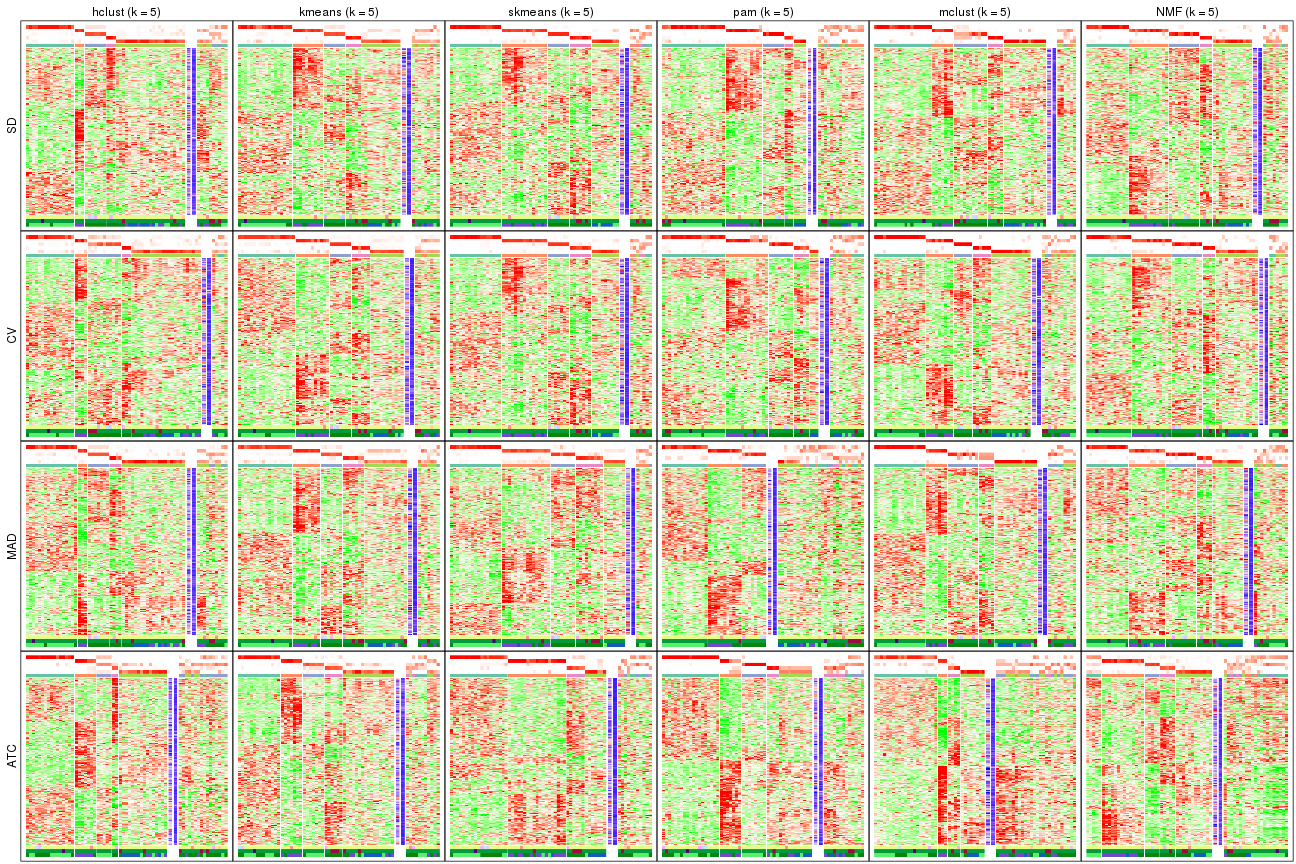 hclust (k = 5) kmeans (k = 5) skmeans (k = 5) pam (k = 5) mclust (k = 5) NMF (k = 5)
SD
CV
MAD
ATC